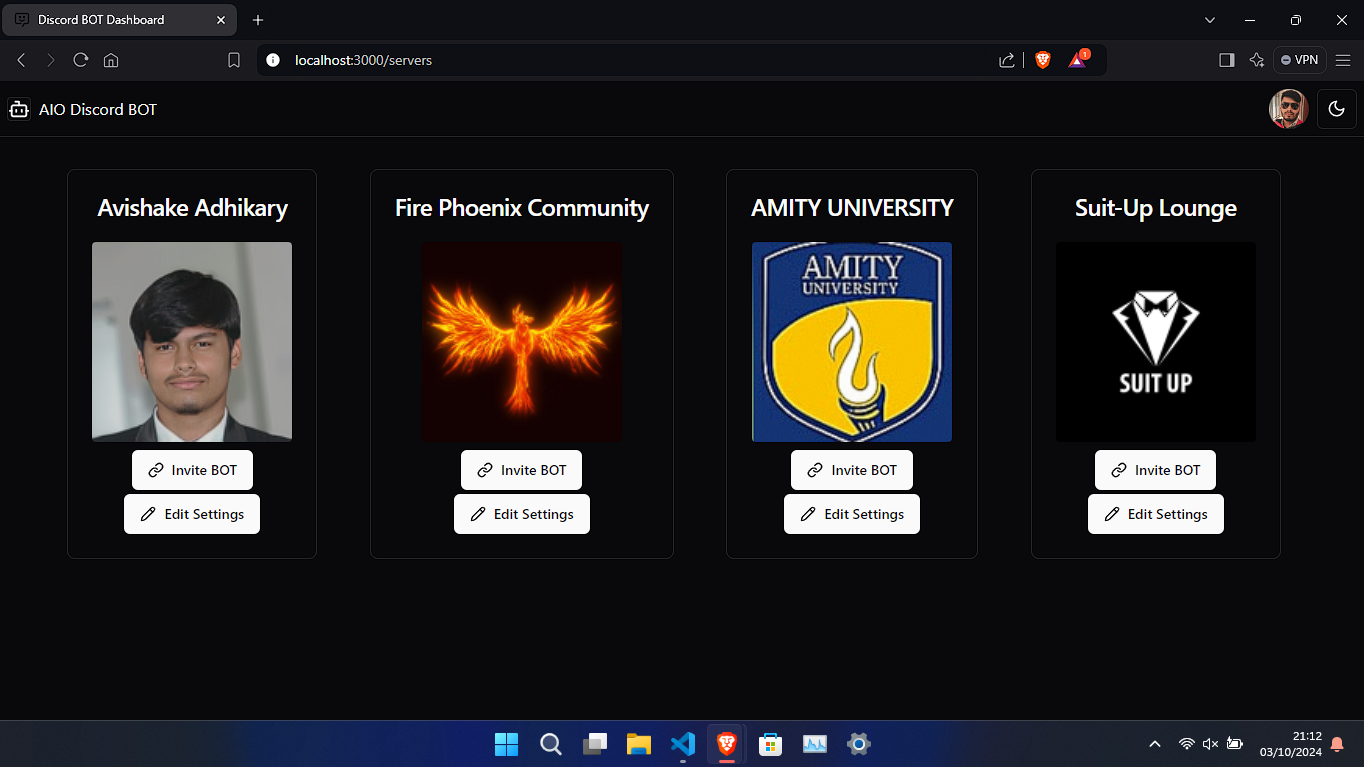 Discord BOT Dashboard
localhost:3000/servers
1
VPN
AIO Discord BOT
Avishake Adhikary
Fire Phoenix Community
AMITY UNIVERSITY
Suit-Up Lounge
AMITY
UNIVERSITY
SUIT UP
Invite BOT
Invite BOT
Invite BOT
Invite BOT
Edit Settings
Edit Settings
Edit Settings
Edit Settings
21:12
03/10/2024